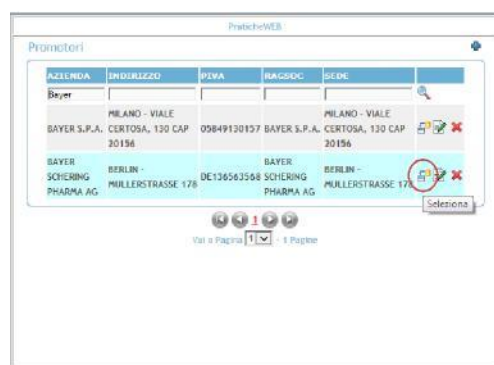 PraticheWEB
Promotori
AZIENDA INDIRIZZO PIVA RAGSOC SEDE
Bayer
BAYER S.P.A. MILANO - VIALE CERTOSA, 130 CAP 20156 05849130157 BAYER S.P.A. MILANO - VIALE CERTOSA, 130 CAP 20156
BAYER SCHERING PHARMA AG BERLIN - MULLERSTRASSE 178 DE136563568 BAYER SCHERING PHARMA AG BERLIN - MULLERSTRASSE 178
Seleziona
1
Vai a Pagina 1 - 1 Pagine